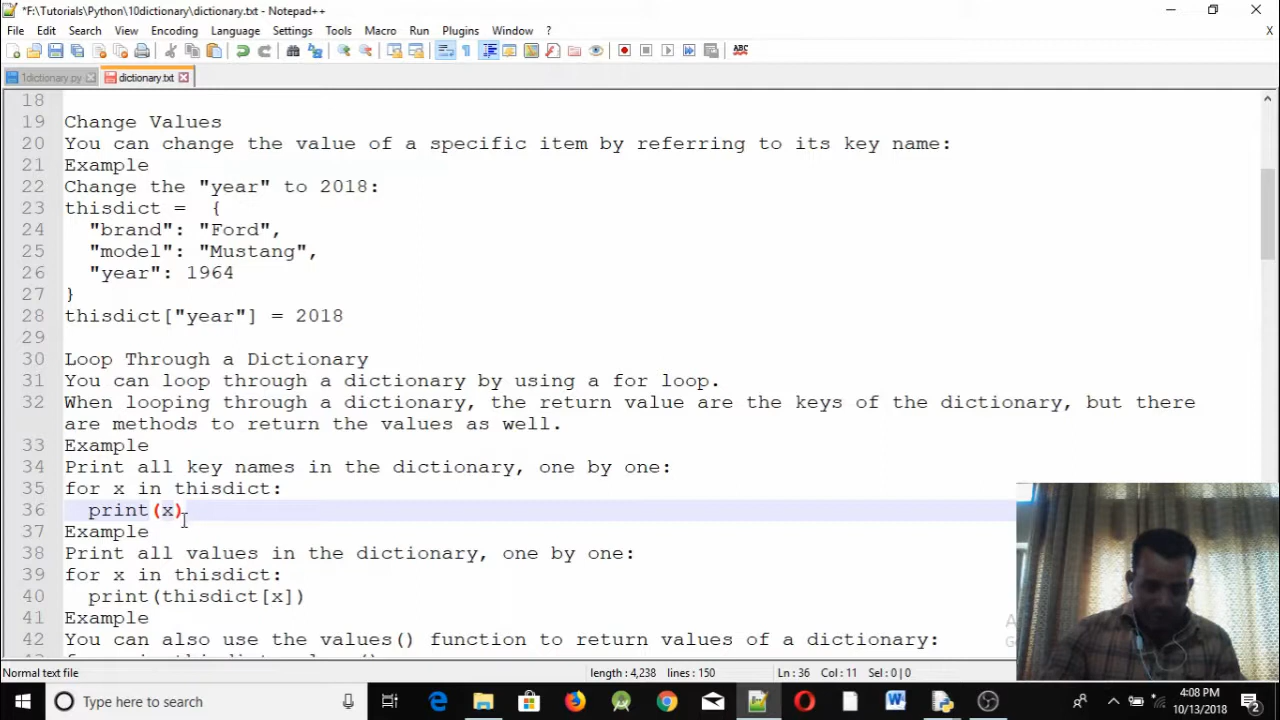 *F:\Tutorials\Python\10dictionary\dictionary.txt - Notepad++
File Edit Search View Encoding Language Settings Tools Macro Run Plugins Window ? X
ABC
1dictionary.py dictionary.txt
18
19 Change Values
20 You can change the value of a specific item by referring to its key name:
21 Example
22 Change the "year" to 2018:
23 thisdict =  {
24   "brand": "Ford",
25   "model": "Mustang",
26   "year": 1964
27 }
28 thisdict["year"] = 2018
29
30 Loop Through a Dictionary
31 You can loop through a dictionary by using a for loop.
32 When looping through a dictionary, the return value are the keys of the dictionary, but there
are methods to return the values as well.
33 Example
34 Print all key names in the dictionary, one by one:
35 for x in thisdict:
36   print(x)
37 Example
38 Print all values in the dictionary, one by one:
39 for x in thisdict:
40   print(thisdict[x])
41 Example
42 You can also use the values() function to return values of a dictionary:
Normal text file length : 4,238 lines : 150 Ln : 36 Col : 11 Sel : 0 | 0
Type here to search
4:08 PM
10/13/2018
2